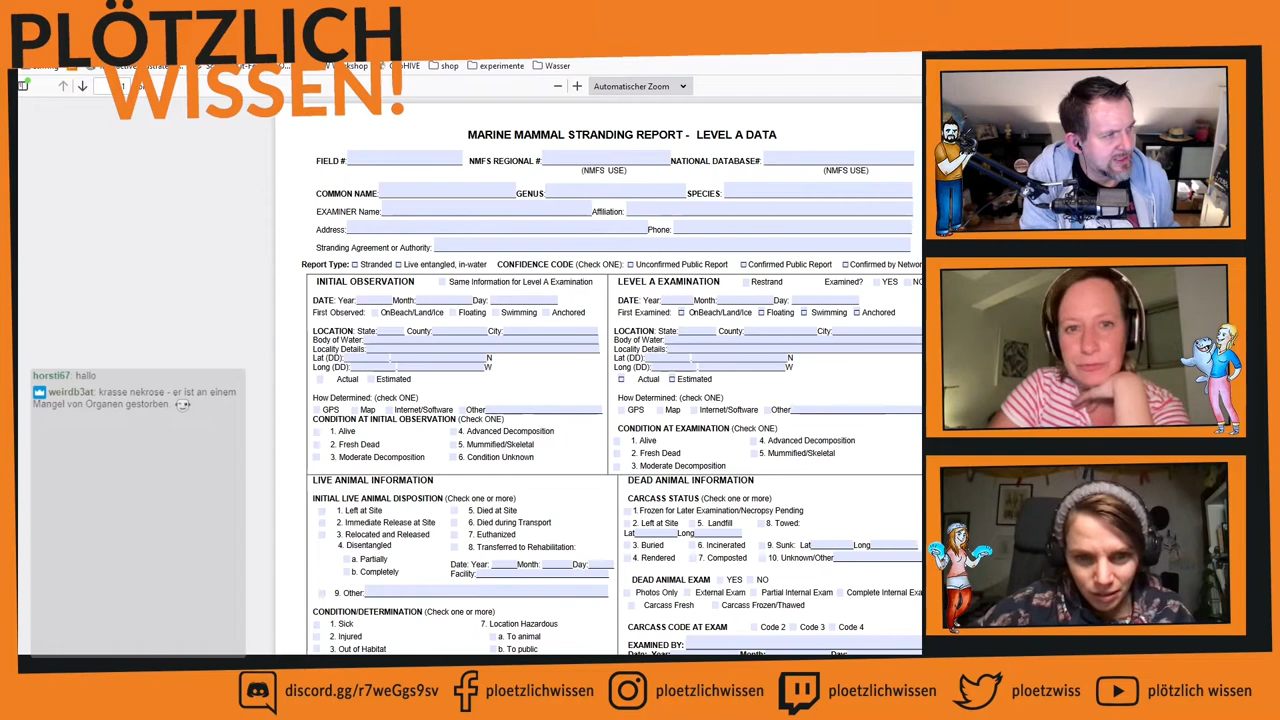 PLÖTZLICH
WISSEN!
shop experimente Wasser
Automatischer Zoom
MARINE MAMMAL STRANDING REPORT - LEVEL A DATA
FIELD #: NMFS REGIONAL #: NATIONAL DATABASE#:
(NMFS USE) (NMFS USE)
COMMON NAME: GENUS: SPECIES:
EXAMINER Name: Affiliation:
Address: Phone:
Stranding Agreement or Authority:
Report Type: Stranded Live entangled, in-water CONFIDENCE CODE (Check ONE): Unconfirmed Public Report Confirmed Public Report Confirmed by Networ
INITIAL OBSERVATION Same Information for Level A Examination
DATE: Year: Month: Day:
First Observed: OnBeach/Land/Ice Floating Swimming Anchored
LOCATION: State: County: City:
Body of Water:
Locality Details:
Lat (DD): N
Long (DD): W
Actual Estimated
How Determined: (check ONE)
GPS Map Internet/Software Other
CONDITION AT INITIAL OBSERVATION (Check ONE)
1. Alive 4. Advanced Decomposition
2. Fresh Dead 5. Mummified/Skeletal
3. Moderate Decomposition 6. Condition Unknown
LEVEL A EXAMINATION Restrand Examined? YES NO
DATE: Year: Month: Day:
First Examined: OnBeach/Land/Ice Floating Swimming Anchored
LOCATION: State: County: City:
Body of Water:
Locality Details:
Lat (DD): N
Long (DD): W
Actual Estimated
How Determined: (check ONE)
GPS Map Internet/Software Other
CONDITION AT EXAMINATION (Check ONE)
1. Alive 4. Advanced Decomposition
2. Fresh Dead 5. Mummified/Skeletal
3. Moderate Decomposition
LIVE ANIMAL INFORMATION
INITIAL LIVE ANIMAL DISPOSITION (Check one or more)
1. Left at Site 5. Died at Site
2. Immediate Release at Site 6. Died during Transport
3. Relocated and Released 7. Euthanized
4. Disentangled 8. Transferred to Rehabilitation:
a. Partially Date: Year: Month: Day:
b. Completely Facility:
9. Other:
CONDITION/DETERMINATION (Check one or more)
1. Sick 7. Location Hazardous
2. Injured a. To animal
3. Out of Habitat b. To public
DEAD ANIMAL INFORMATION
CARCASS STATUS (Check one or more)
1.Frozen for Later Examination/Necropsy Pending
2. Left at Site 5. Landfill 8. Towed:
Lat Long
3. Buried 6. Incinerated 9. Sunk: Lat Long
4. Rendered 7. Composted 10. Unknown/Other
DEAD ANIMAL EXAM YES NO
Photos Only External Exam Partial Internal Exam Complete Internal Exa
Carcass Fresh Carcass Frozen/Thawed
CARCASS CODE AT EXAM Code 2 Code 3 Code 4
EXAMINED BY:
Date: Year: Month: Day:
horsti67: hallo
weirdb3at: krasse nekrose - er ist an einem
Mangel von Organen gestorben.
discord.gg/r7weGgs9sv ploetzlichwissen ploetzlichwissen ploetzlichwissen ploetzwiss plötzlich wissen